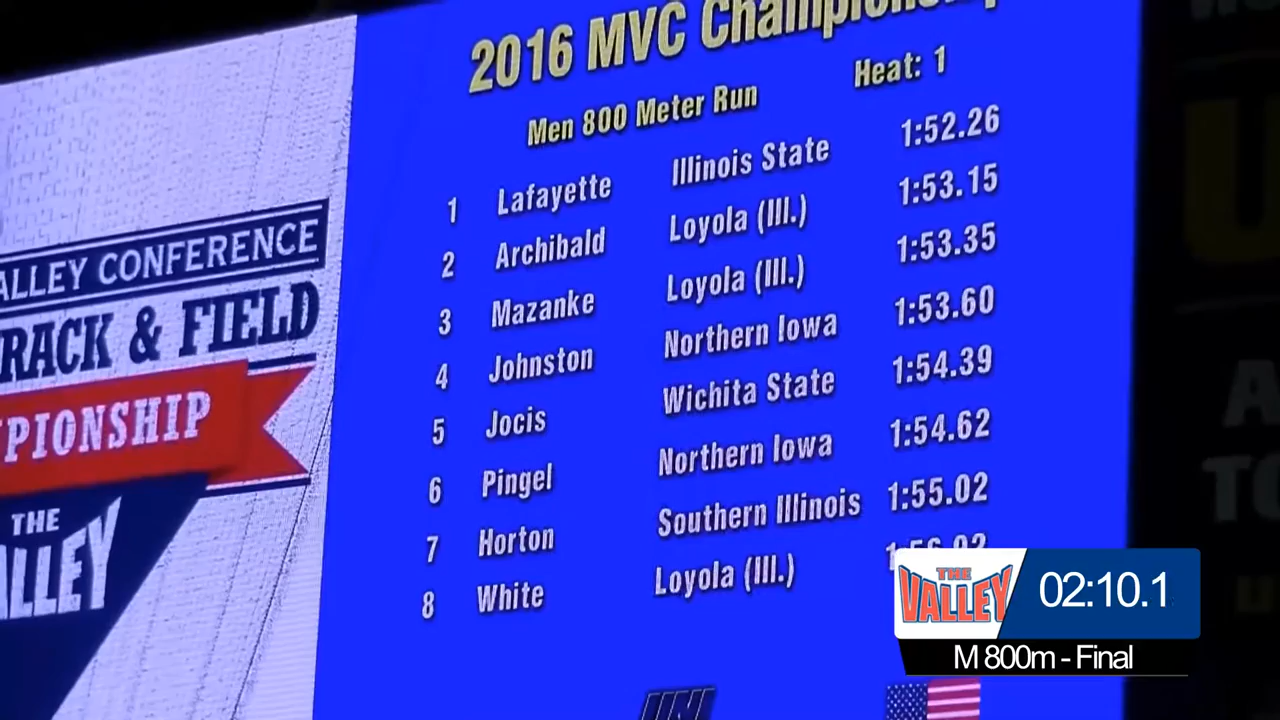 2016 MVC Championship
Men 800 Meter Run Heat: 1
1 Lafayette Illinois State 1:52.26
2 Archibald Loyola (Ill.) 1:53.15
3 Mazanke Loyola (Ill.) 1:53.35
4 Johnston Northern Iowa 1:53.60
5 Jocis Wichita State 1:54.39
6 Pingel Northern Iowa 1:54.62
7 Horton Southern Illinois 1:55.02
8 White Loyola (Ill.)
ALLEY CONFERENCE
RACK & FIELD
PIONSHIP
THE
ALLEY
UNI
THE
VALLEY
02:10.1
M 800m - Final